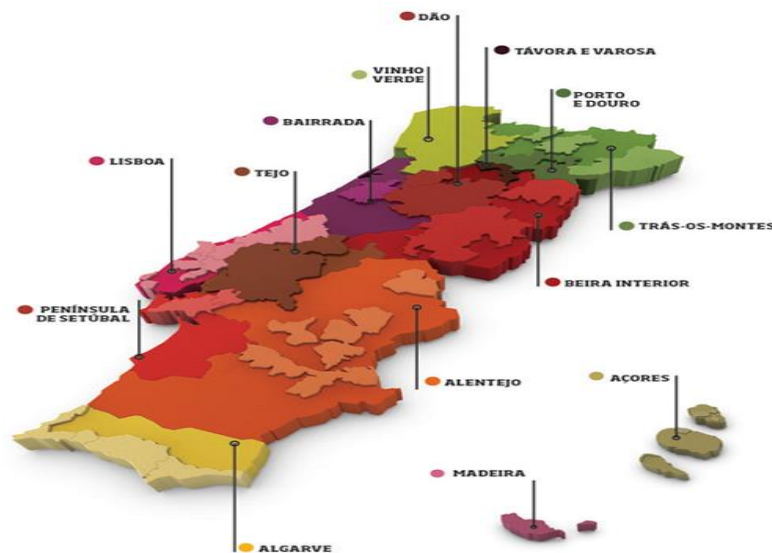 DÃO
TÁVORA E VAROSA
VINHO
VERDE
PORTO
E DOURO
BAIRRADA
LISBOA
TEJO
TRÁS-OS-MONTES
BEIRA INTERIOR
PENÍNSULA
DE SETÚBAL
ALENTEJO
AÇORES
MADEIRA
ALGARVE